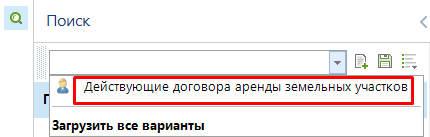 Поиск
Действующие договора аренды земельных участков
Загрузить все варианты